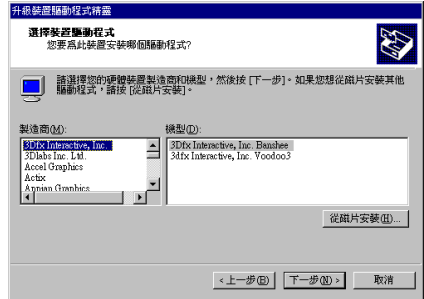 升級裝置驅動程式精靈
選擇裝置驅動程式
您要為此裝置安裝哪個驅動程式?
請選擇您的硬體裝置製造商和機型，然後按 [下一步]。如果您想從磁片安裝其他
驅動程式，請按 [從磁片安裝]。
製造商(M):
3Dfx Interactive, Inc.
3Dlabs Inc. Ltd.
Accel Graphics
Actix
Appian Graphics
機型(D):
3Dfx Interactive, Inc. Banshee
3dfx Interactive, Inc. Voodoo3
從磁片安裝(H)...
< 上一步(B)
下一步(N) >
取消